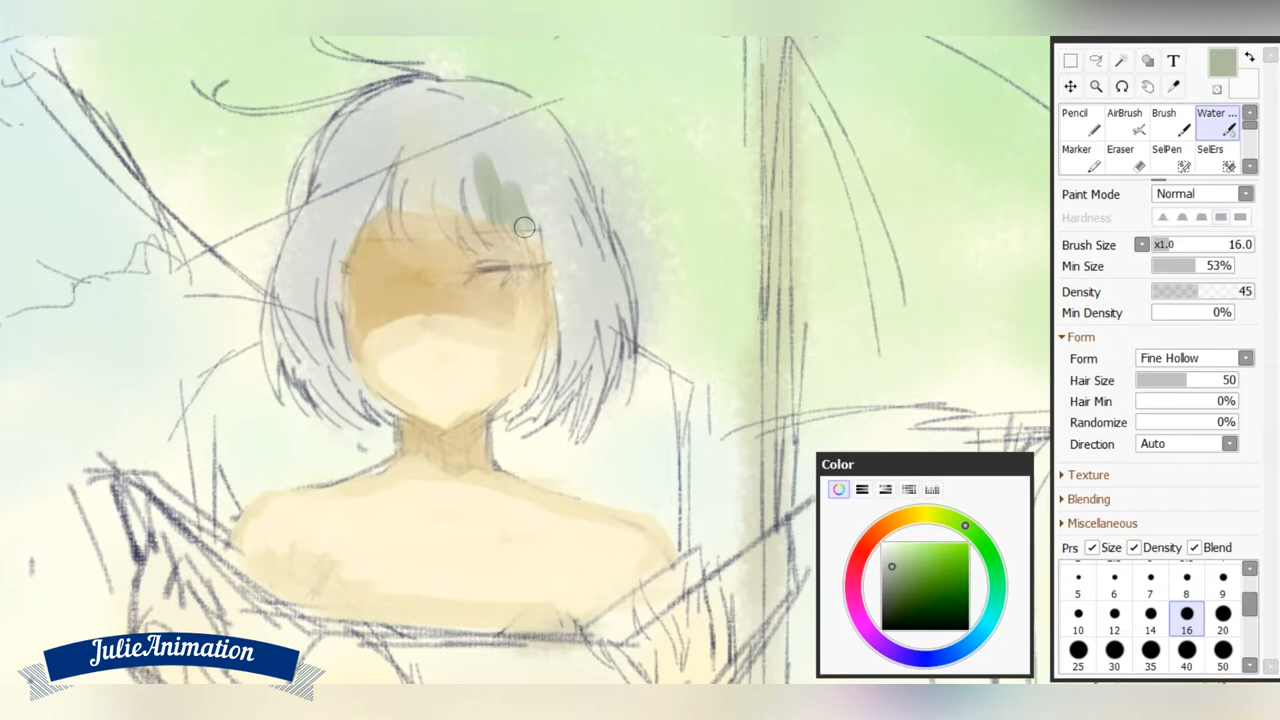 T
Pencil AirBrush Brush Water ...
Marker Eraser SelPen SelErs
Paint Mode Normal
Hardness
Brush Size x1.0 16.0
Min Size 53%
Density 45
Min Density 0%
Form
Form Fine Hollow
Hair Size 50
Hair Min 0%
Randomize 0%
Direction Auto
Texture
Blending
Miscellaneous
Prs Size Density Blend
5 6 7 8 9
10 12 14 16 20
25 30 35 40 50
Color
JulieAnimation